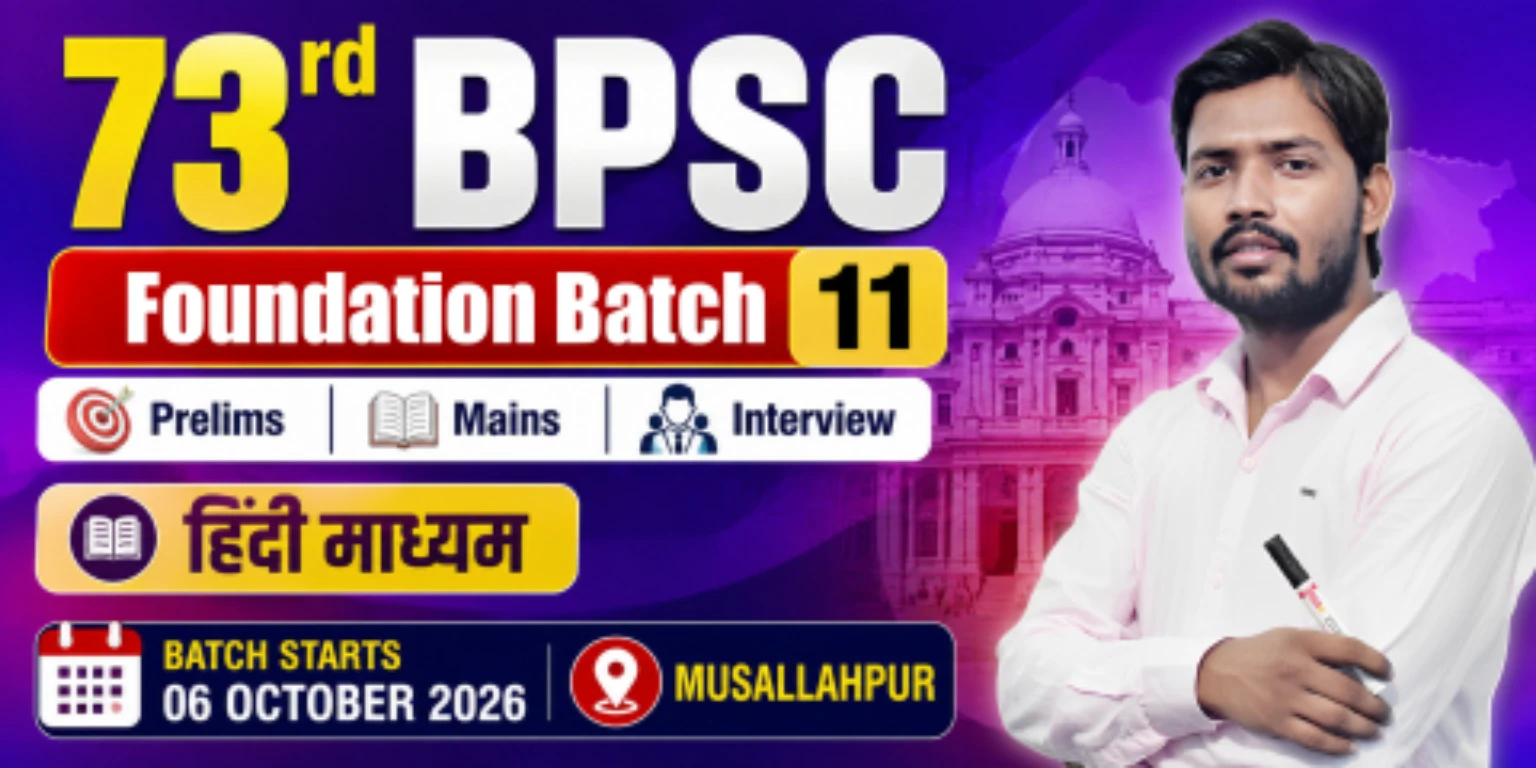 73rd BPSC
Foundation Batch 11
Prelims | Mains | Interview
हिंदी माध्यम
BATCH STARTS
06 OCTOBER 2026
MUSALLAHPUR